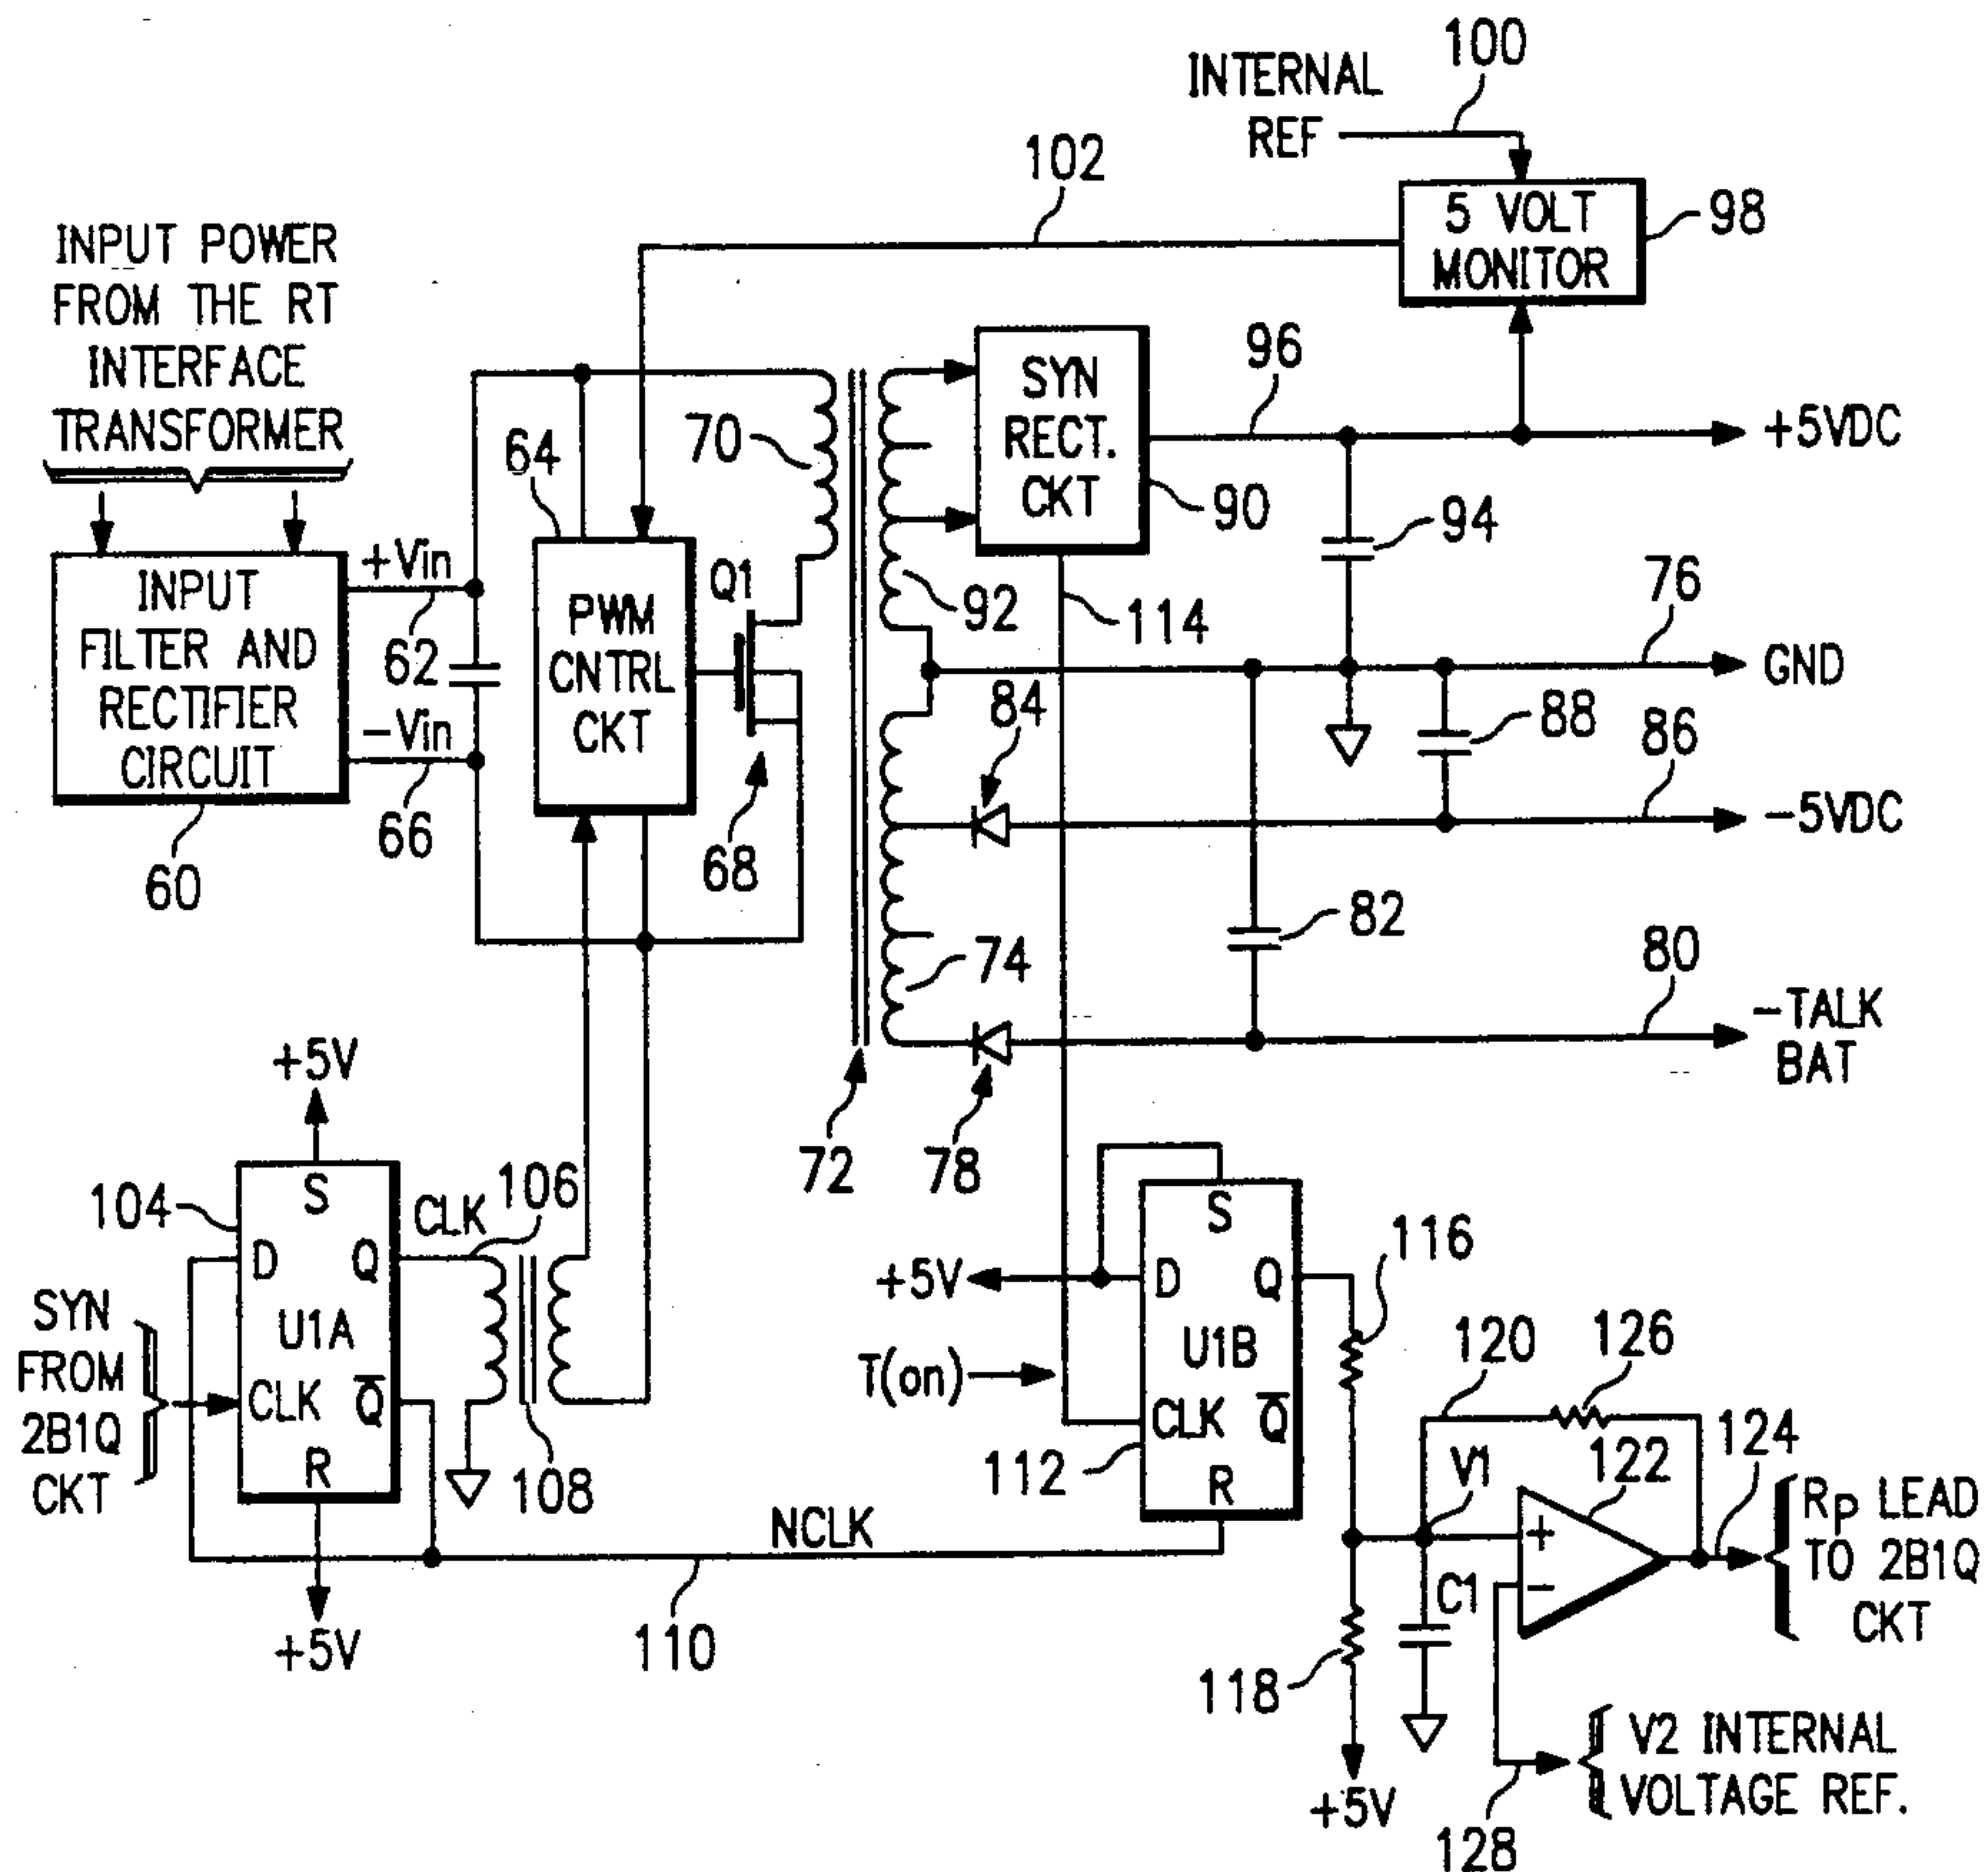 100
INTERNAL
REF
102
5 VOLT
MONITOR
98
INPUT POWER
FROM THE RT
INTERFACE
TRANSFORMER
96
SYN
RECT.
CKT
+5VDC
70
64
90
94
+Vin
INPUT
FILTER AND
RECTIFIER
CIRCUIT
Q1
76
PWM
CNTRL
CKT
92
114
62
GND
84
88
86
-Vin
66
68
-5VDC
60
82
80
74
-TALK
BAT
+5V
72
78
104
S
CLK
106
D
Q
U1A
CLK
Q̅
R
SYN
FROM
2B1Q
CKT
108
+5V
NCLK
110
S
+5V
D
Q
U1B
T(on)
CLK
Q̅
R
112
116
120
126
V1
122
124
+
-
C1
RP LEAD
TO 2B1Q
CKT
118
+5V
128
V2 INTERNAL
VOLTAGE REF.